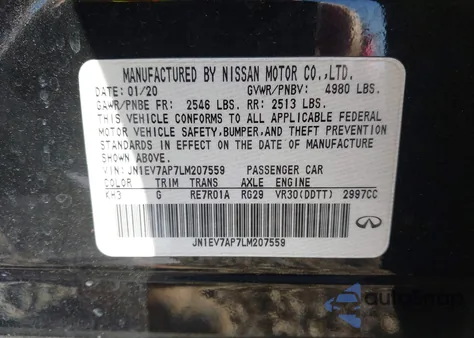 MANUFACTURED BY NISSAN MOTOR CO.,LTD.
DATE: 01/20 GVWR/PNBV: 4980 LBS.
GAWR/PNBE FR: 2546 LBS. RR: 2513 LBS.
THIS VEHICLE CONFORMS TO ALL APPLICABLE FEDERAL
MOTOR VEHICLE SAFETY,BUMPER,AND THEFT PREVENTION
STANDARDS IN EFFECT ON THE DATE OF MANUFACTURE
SHOWN ABOVE.
VIN:JN1EV7AP7LM207559 PASSENGER CAR
COLOR TRIM TRANS AXLE ENGINE
KH3 G RE7R01A RG29 VR30(DDTT) 2997CC
JN1EV7AP7LM207559